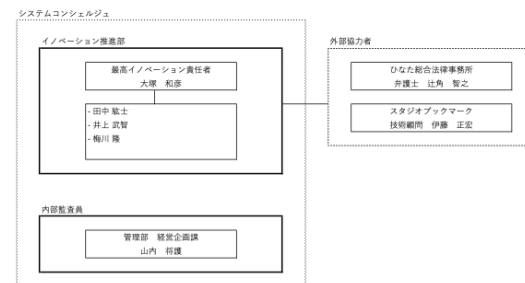 システムコンシェルジュ
イノベーション推進部
最高イノベーション責任者
大塚　和彦
- 田中 紘士
- 井上 武智
- 梅川 隆
外部協力者
ひなた総合法律事務所
弁護士　辻角　智之
スタジオブックマーク
技術顧問　伊藤　正宏
内部監査員
管理部　経営企画課
山内　将護